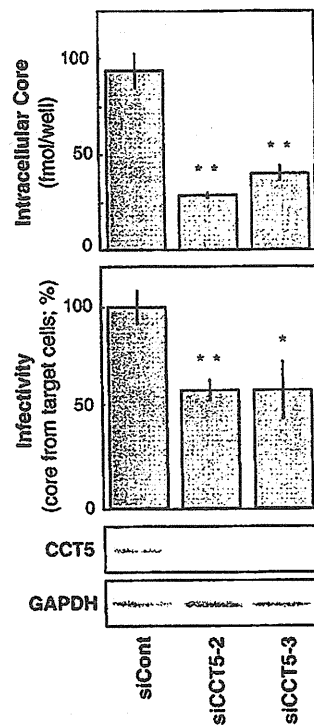 Intracellular Core
(fmol/well)
100
50
0
* *
* *
Infectivity
(core from target cells; %)
100
50
0
* *
*
CCT5
GAPDH
siCont
siCCT5-2
siCCT5-3